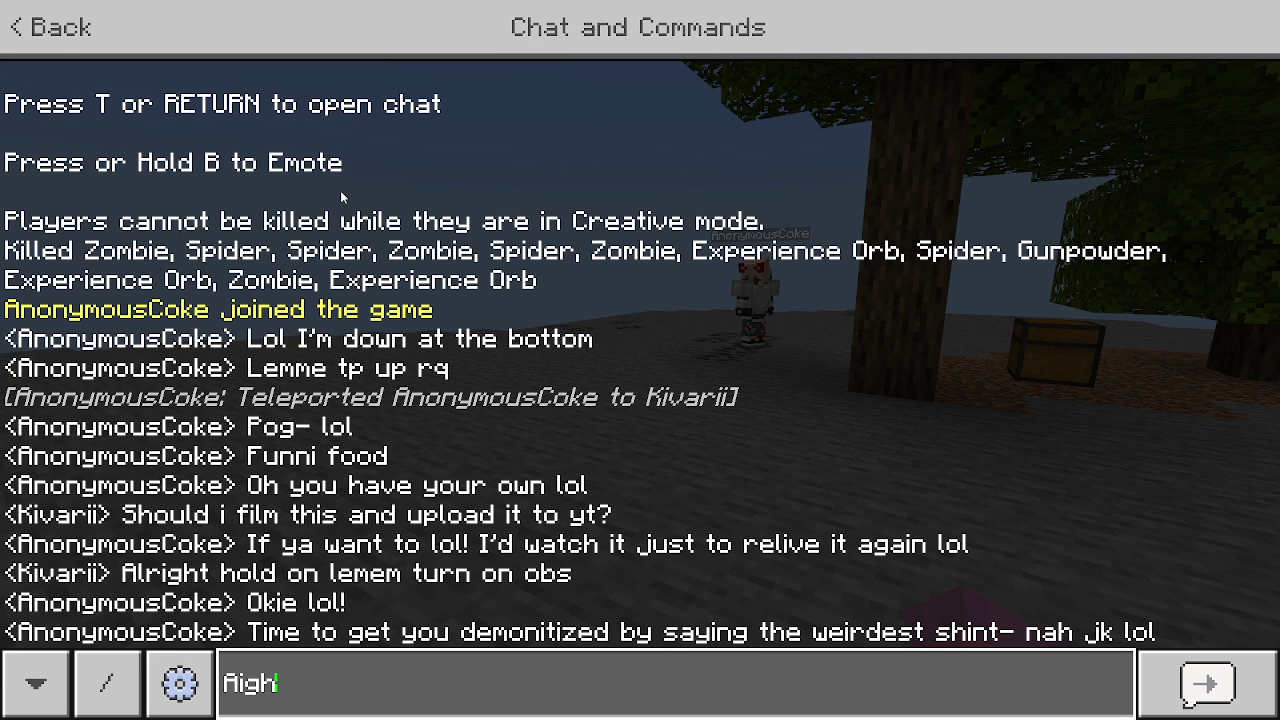 < Back
Chat and Commands
Press T or RETURN to open chat
Press or Hold B to Emote
Players cannot be killed while they are in Creative mode.
AnonymousCoke
Killed Zombie, Spider, Spider, Zombie, Spider, Zombie, Experience Orb, Spider, Gunpowder,
Experience Orb, Zombie, Experience Orb
AnonymousCoke joined the game
<AnonymousCoke> Lol I'm down at the bottom
<AnonymousCoke> Lemme tp up rq
[AnonymousCoke: Teleported AnonymousCoke to Kivarii]
<AnonymousCoke> Pog- lol
<AnonymousCoke> Funni food
<AnonymousCoke> Oh you have your own lol
<Kivarii> Should i film this and upload it to yt?
<AnonymousCoke> If ya want to lol! I'd watch it just to relive it again lol
<Kivarii> Alright hold on lemem turn on obs
<AnonymousCoke> Okie lol!
<AnonymousCoke> Time to get you demonitized by saying the weirdest shint- nah jk lol
/
Aigh